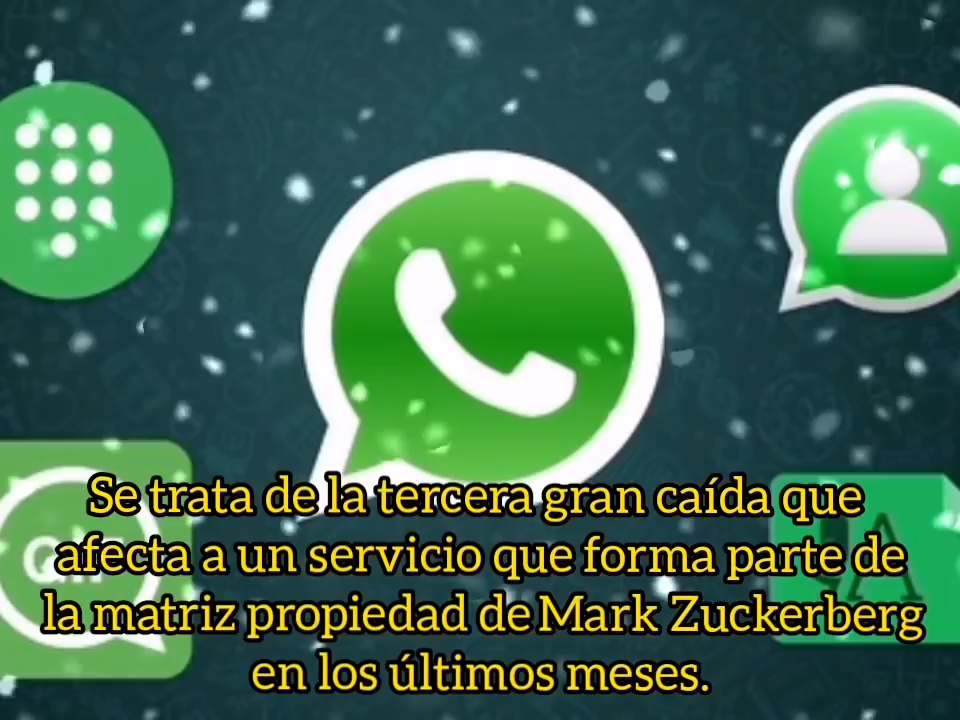 Se trata de la tercera gran caída que
afecta a un servicio que forma parte de
la matriz propiedad de Mark Zuckerberg
en los últimos meses.